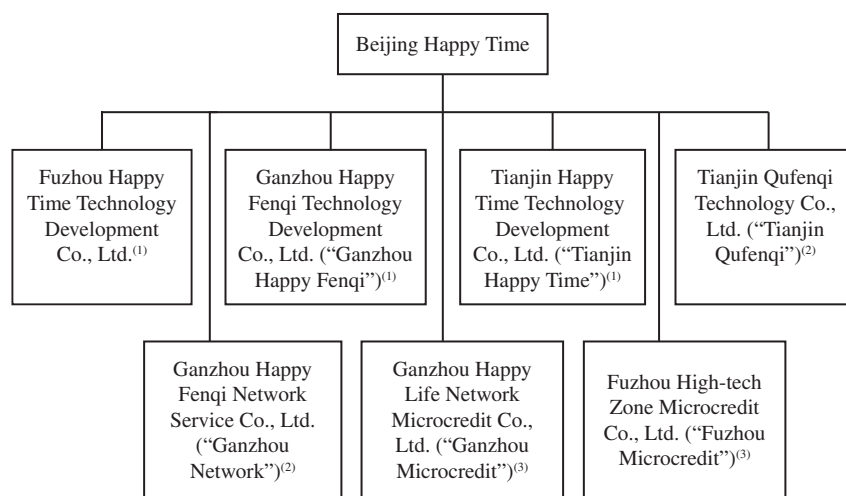 Beijing Happy Time
Fuzhou Happy
Time Technology
Development
Co., Ltd.(1)
Ganzhou Happy
Fenqi Technology
Development
Co., Ltd. (“Ganzhou
Happy Fenqi”)(1)
Tianjin Happy
Time Technology
Development
Co., Ltd. (“Tianjin
Happy Time”)(1)
Tianjin Qufenqi
Technology Co.,
Ltd. (“Tianjin
Qufenqi”)(2)
Ganzhou Happy
Fenqi Network
Service Co., Ltd.
(“Ganzhou
Network”)(2)
Ganzhou Happy
Life Network
Microcredit Co.,
Ltd. (“Ganzhou
Microcredit”)(3)
Fuzhou High-tech
Zone Microcredit
Co., Ltd. (“Fuzhou
Microcredit”)(3)